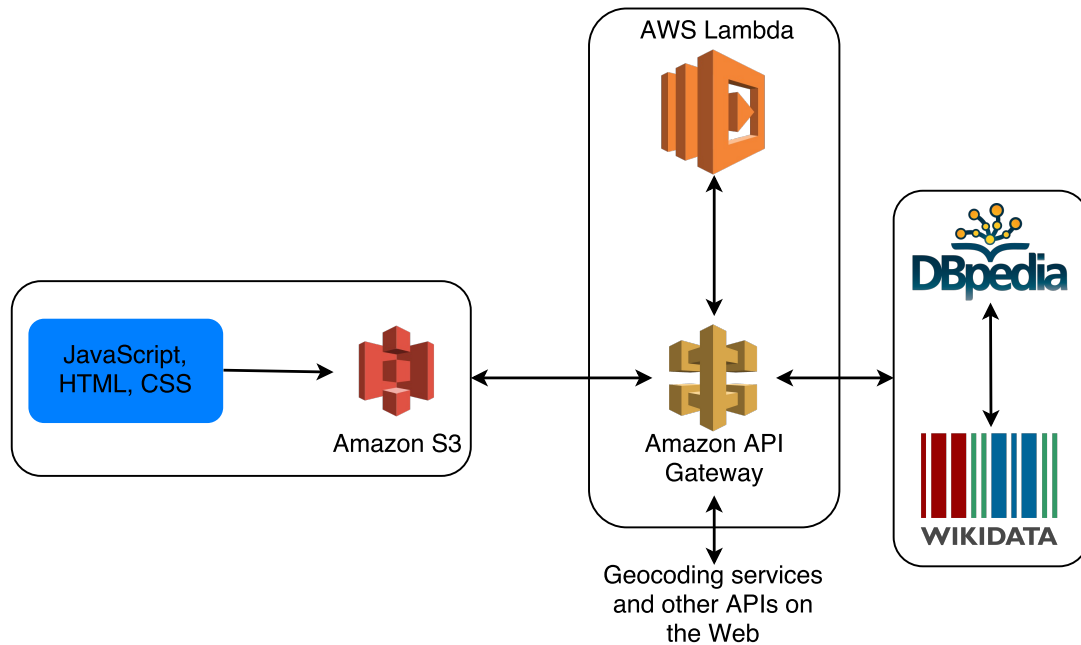 AWS Lambda
JavaScript,
HTML, CSS
Amazon S3
Amazon API
Gateway
Geocoding services
and other APIs on
the Web
DBpedia
WIKIDATA